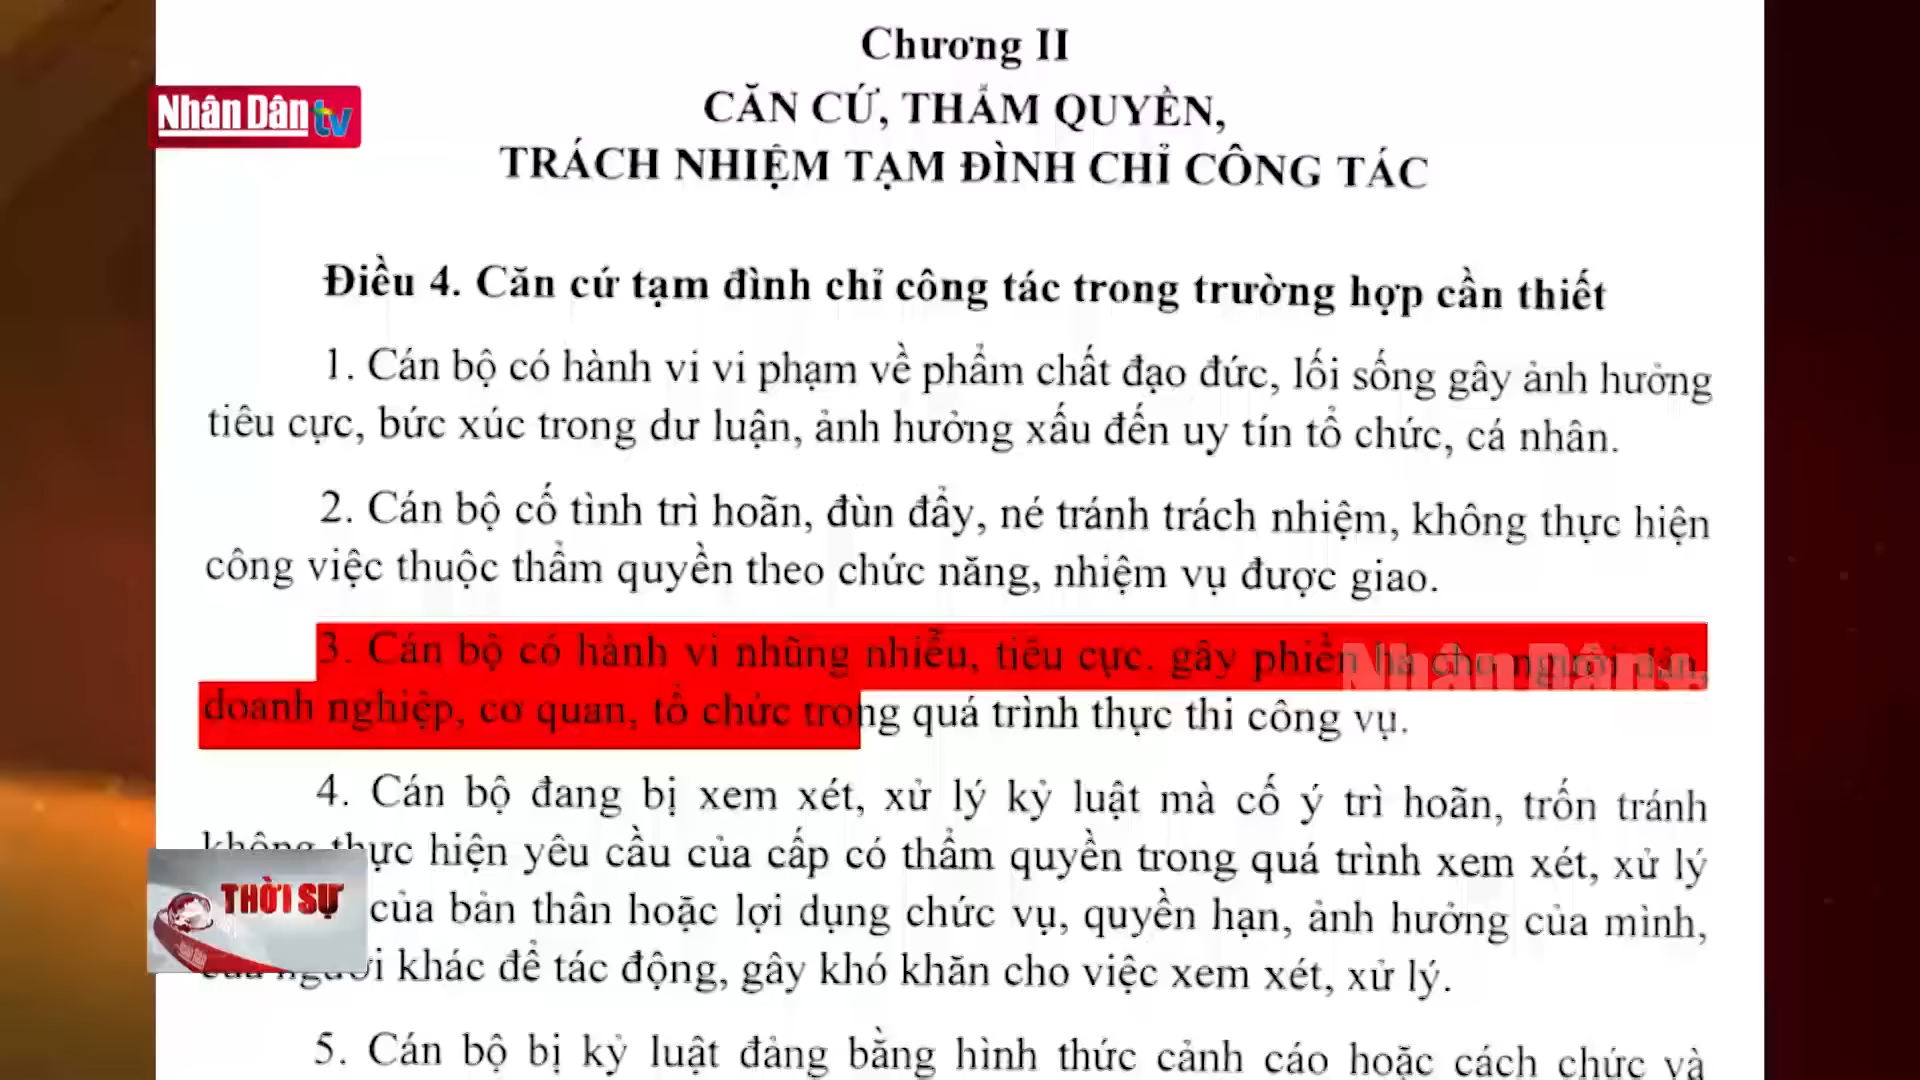 Chương II
Nhân Dân tv
CĂN CỨ, THẨM QUYỀN,
TRÁCH NHIỆM TẠM ĐÌNH CHỈ CÔNG TÁC
Điều 4. Căn cứ tạm đình chỉ công tác trong trường hợp cần thiết
1. Cán bộ có hành vi vi phạm về phẩm chất đạo đức, lối sống gây ảnh hưởng
tiêu cực, bức xúc trong dư luận, ảnh hưởng xấu đến uy tín tổ chức, cá nhân.
2. Cán bộ cố tình trì hoãn, đùn đẩy, né tránh trách nhiệm, không thực hiện
công việc thuộc thẩm quyền theo chức năng, nhiệm vụ được giao.
3. Cán bộ có hành vi nhũng nhiễu, tiêu cực. gây phiền hà cho người dân,
Nhân Dân
doanh nghiệp, cơ quan, tổ chức trong quá trình thực thi công vụ.
4. Cán bộ đang bị xem xét, xử lý kỷ luật mà cố ý trì hoãn, trốn tránh
không thực hiện yêu cầu của cấp có thẩm quyền trong quá trình xem xét, xử lý
THỜI SỰ
của bản thân hoặc lợi dụng chức vụ, quyền hạn, ảnh hưởng của mình,
của người khác để tác động, gây khó khăn cho việc xem xét, xử lý.
5. Cán bộ bị kỷ luật đảng bằng hình thức cảnh cáo hoặc cách chức và